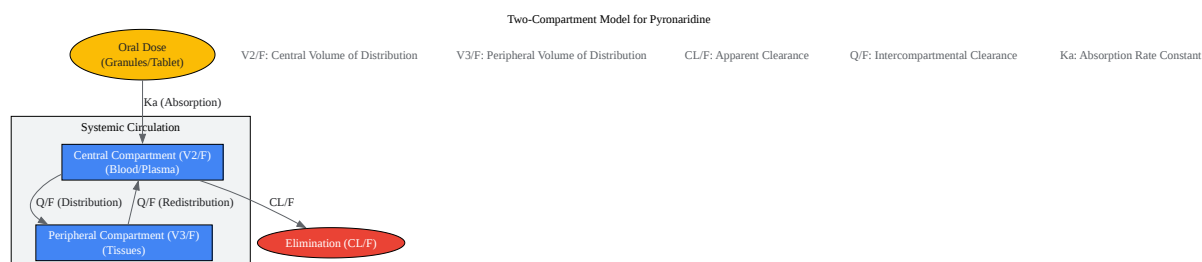 Two-Compartment Model for Pyronaridine
Oral Dose
(Granules/Tablet)
V2/F: Central Volume of Distribution
V3/F: Peripheral Volume of Distribution
CL/F: Apparent Clearance
Q/F: Intercompartmental Clearance
Ka: Absorption Rate Constant
Ka (Absorption)
Systemic Circulation
Central Compartment (V2/F)
(Blood/Plasma)
Q/F (Distribution)
Q/F (Redistribution)
CL/F
Peripheral Compartment (V3/F)
(Tissues)
Elimination (CL/F)